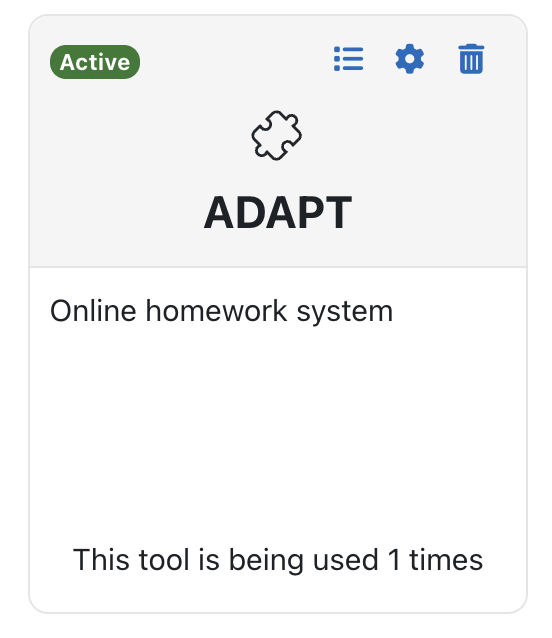 Active
ADAPT
Online homework system
This tool is being used 1 times